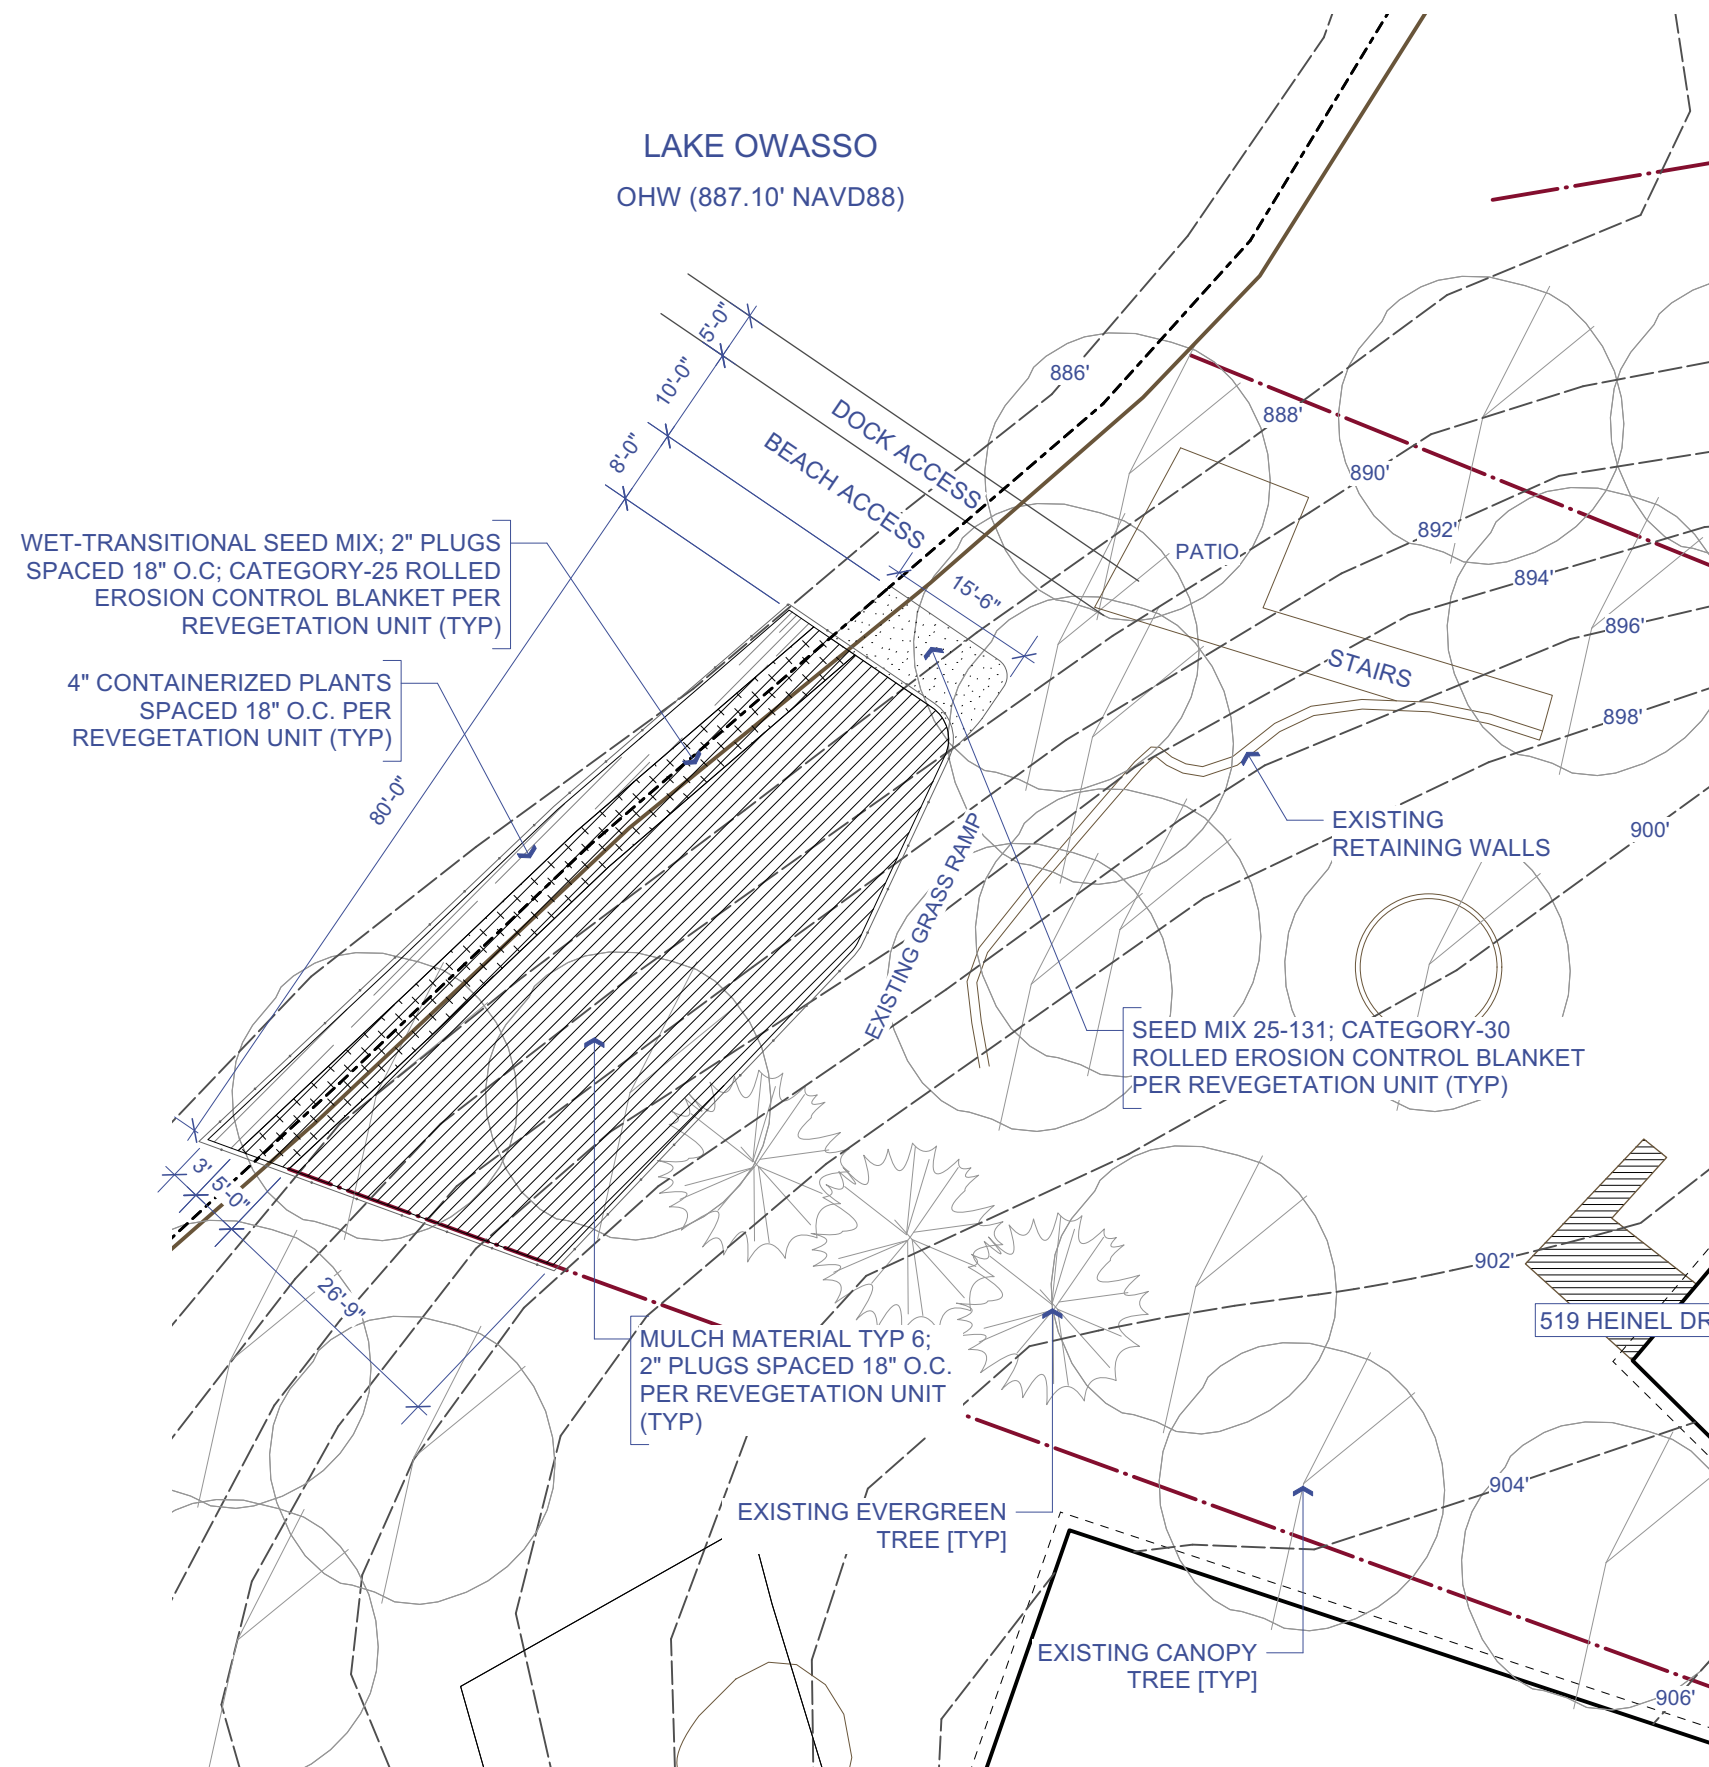 LAKE OWASSO
OHW (887.10' NAVD88)
5'-0"
10'-0"
8'-0"
80'-0"
DOCK ACCESS
BEACH ACCESS
15'-6"
886'
888'
890'
892'
894'
896'
898'
900'
PATIO
STAIRS
WET-TRANSITIONAL SEED MIX; 2" PLUGS
SPACED 18" O.C; CATEGORY-25 ROLLED
EROSION CONTROL BLANKET PER
REVEGETATION UNIT (TYP)
4" CONTAINERIZED PLANTS
SPACED 18" O.C. PER
REVEGETATION UNIT (TYP)
EXISTING
RETAINING WALLS
EXISTING GRASS RAMP
SEED MIX 25-131; CATEGORY-30
ROLLED EROSION CONTROL BLANKET
PER REVEGETATION UNIT (TYP)
3'
5'-0"
26'-9"
902'
519 HEINEL DR
MULCH MATERIAL TYP 6;
2" PLUGS SPACED 18" O.C.
PER REVEGETATION UNIT
(TYP)
904'
EXISTING EVERGREEN
TREE [TYP]
EXISTING CANOPY
TREE [TYP]
906'